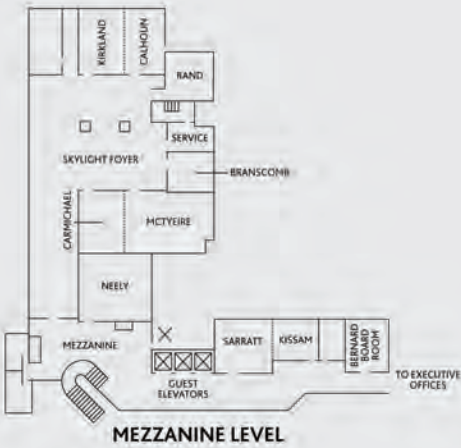 KIRKLAND
CALHOUN
RAND
SERVICE
SKYLIGHT FOYER
BRANSCOMB
CARMICHAEL
MCTYEIRE
NEELY
MEZZANINE
SARRATT
KISSAM
BERNARD
BOARD
ROOM
GUEST
ELEVATORS
TO EXECUTIVE
OFFICES
MEZZANINE LEVEL